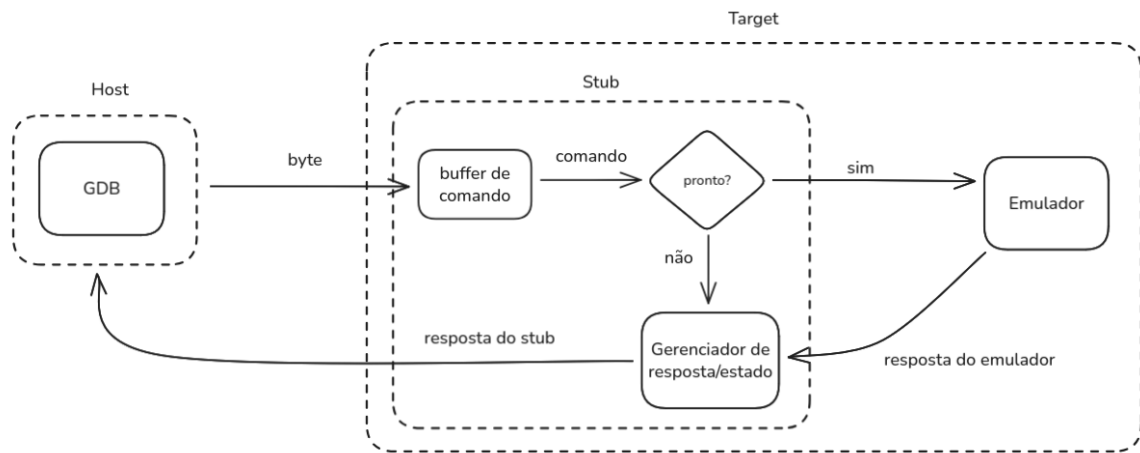 Target
Stub
Host
GDB
byte
buffer de
comando
comando
pronto?
sim
Emulador
não
resposta do stub
Gerenciador de
resposta/estado
resposta do emulador